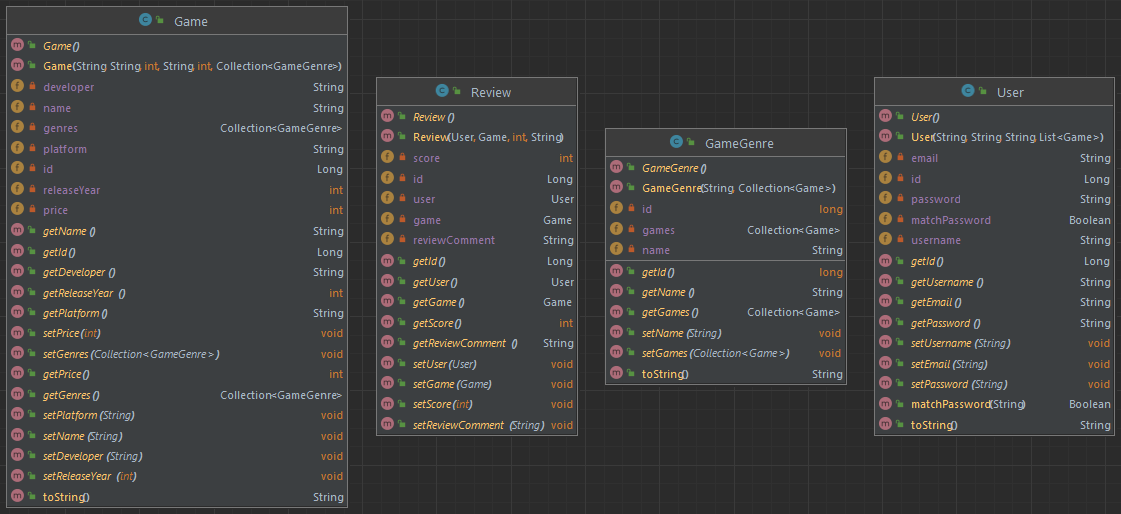 Game
Game()
Game(String, String, int, String, int, Collection<GameGenre>)
developer String
name String
genres Collection<GameGenre>
platform String
id Long
releaseYear int
price int
getName() String
getId() Long
getDeveloper() String
getReleaseYear() int
getPlatform() String
setPrice(int) void
setGenres(Collection<GameGenre>) void
getPrice() int
getGenres() Collection<GameGenre>
setPlatform(String) void
setName(String) void
setDeveloper(String) void
setReleaseYear(int) void
toString() String
Review
Review()
Review(User, Game, int, String)
score int
id Long
user User
game Game
reviewComment String
getId() Long
getUser() User
getGame() Game
getScore() int
getReviewComment() String
setUser(User) void
setGame(Game) void
setScore(int) void
setReviewComment(String) void
GameGenre
GameGenre()
GameGenre(String, Collection<Game>)
id long
games Collection<Game>
name String
getId() long
getName() String
getGames() Collection<Game>
setName(String) void
setGames(Collection<Game>) void
toString() String
User
User()
User(String, String, String, List<Game>)
email String
id Long
password String
matchPassword Boolean
username String
getId() Long
getUsername() String
getEmail() String
getPassword() String
setUsername(String) void
setEmail(String) void
setPassword(String) void
matchPassword(String) Boolean
toString() String